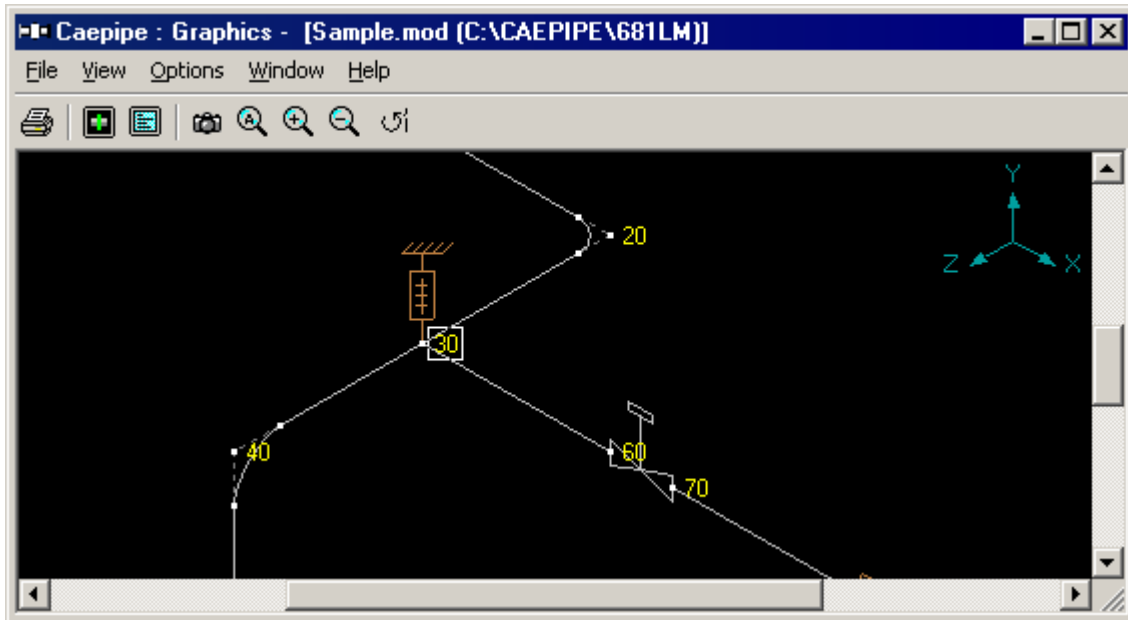 Caepipe : Graphics - [Sample.mod (C:\CAEPIPE\681LM)]
File View Options Window Help
Y
20
Z X
30
40
60
70